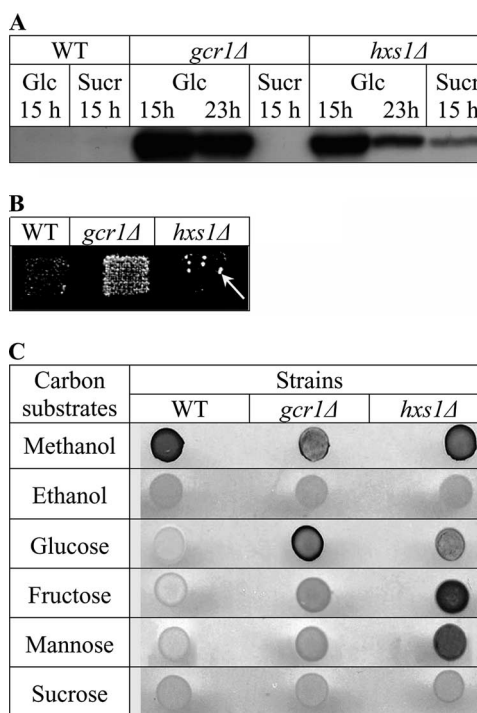 A
WT gcr1Δ hxs1Δ
Glc Sucr Glc Sucr Glc Sucr
15 h 15 h 15h 23h 15 h 15h 23h 15 h
B
WT gcr1Δ hxs1Δ
C
Carbon substrates Strains
WT gcr1Δ hxs1Δ
Methanol
Ethanol
Glucose
Fructose
Mannose
Sucrose